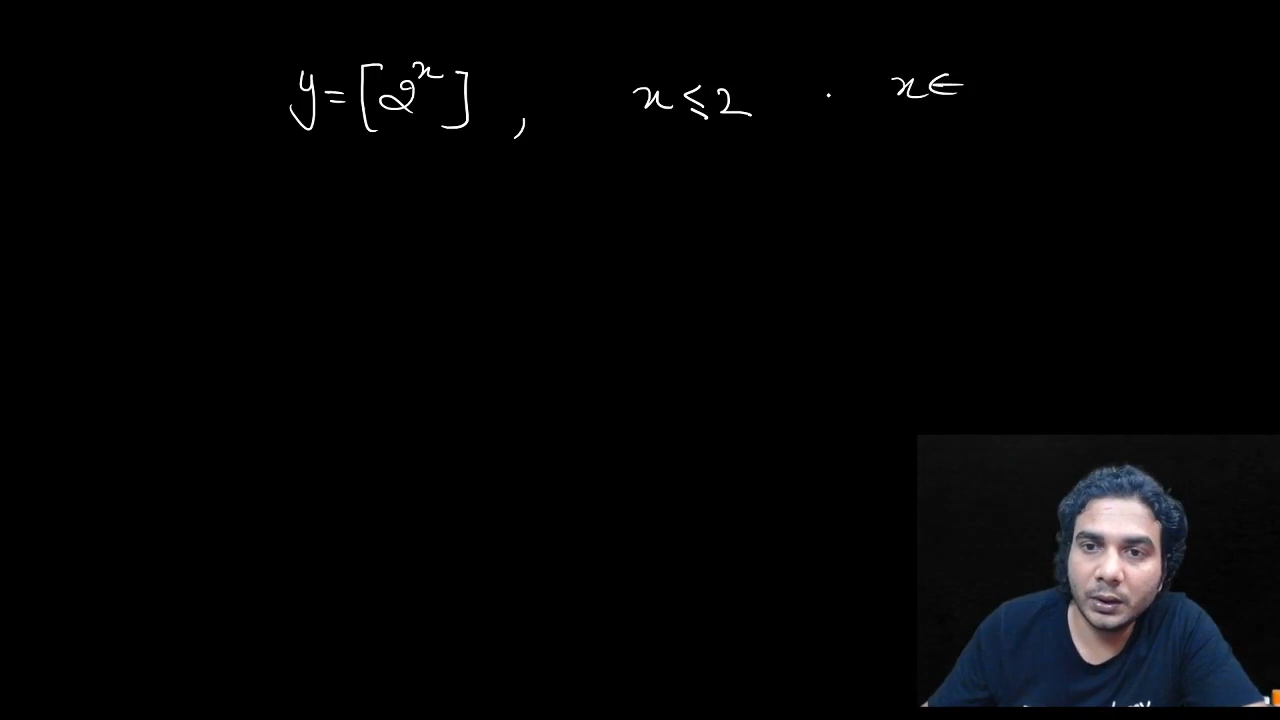 y = [2^x] , x ≤ 2 . x ∈